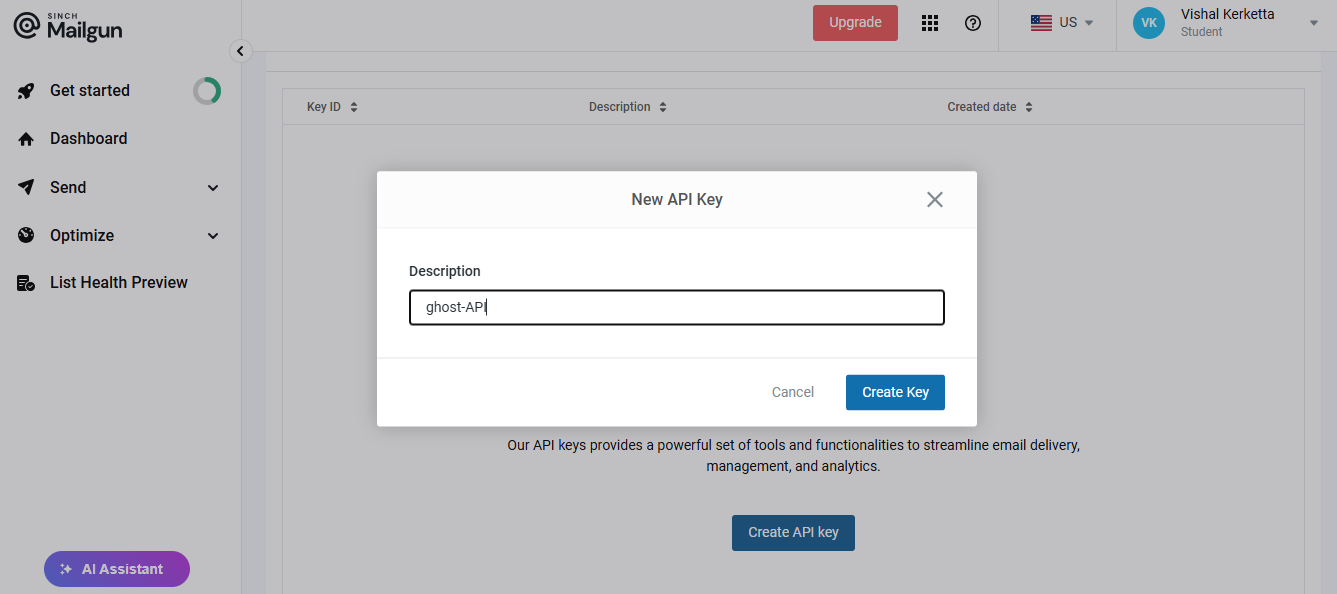 SINCH
Mailgun
Upgrade
US
VK
Vishal Kerketta
Student
Get started
Dashboard
Send
Optimize
List Health Preview
AI Assistant
Key ID
Description
Created date
New API Key
Description
ghost-API
Cancel
Create Key
Our API keys provides a powerful set of tools and functionalities to streamline email delivery,
management, and analytics.
Create API key